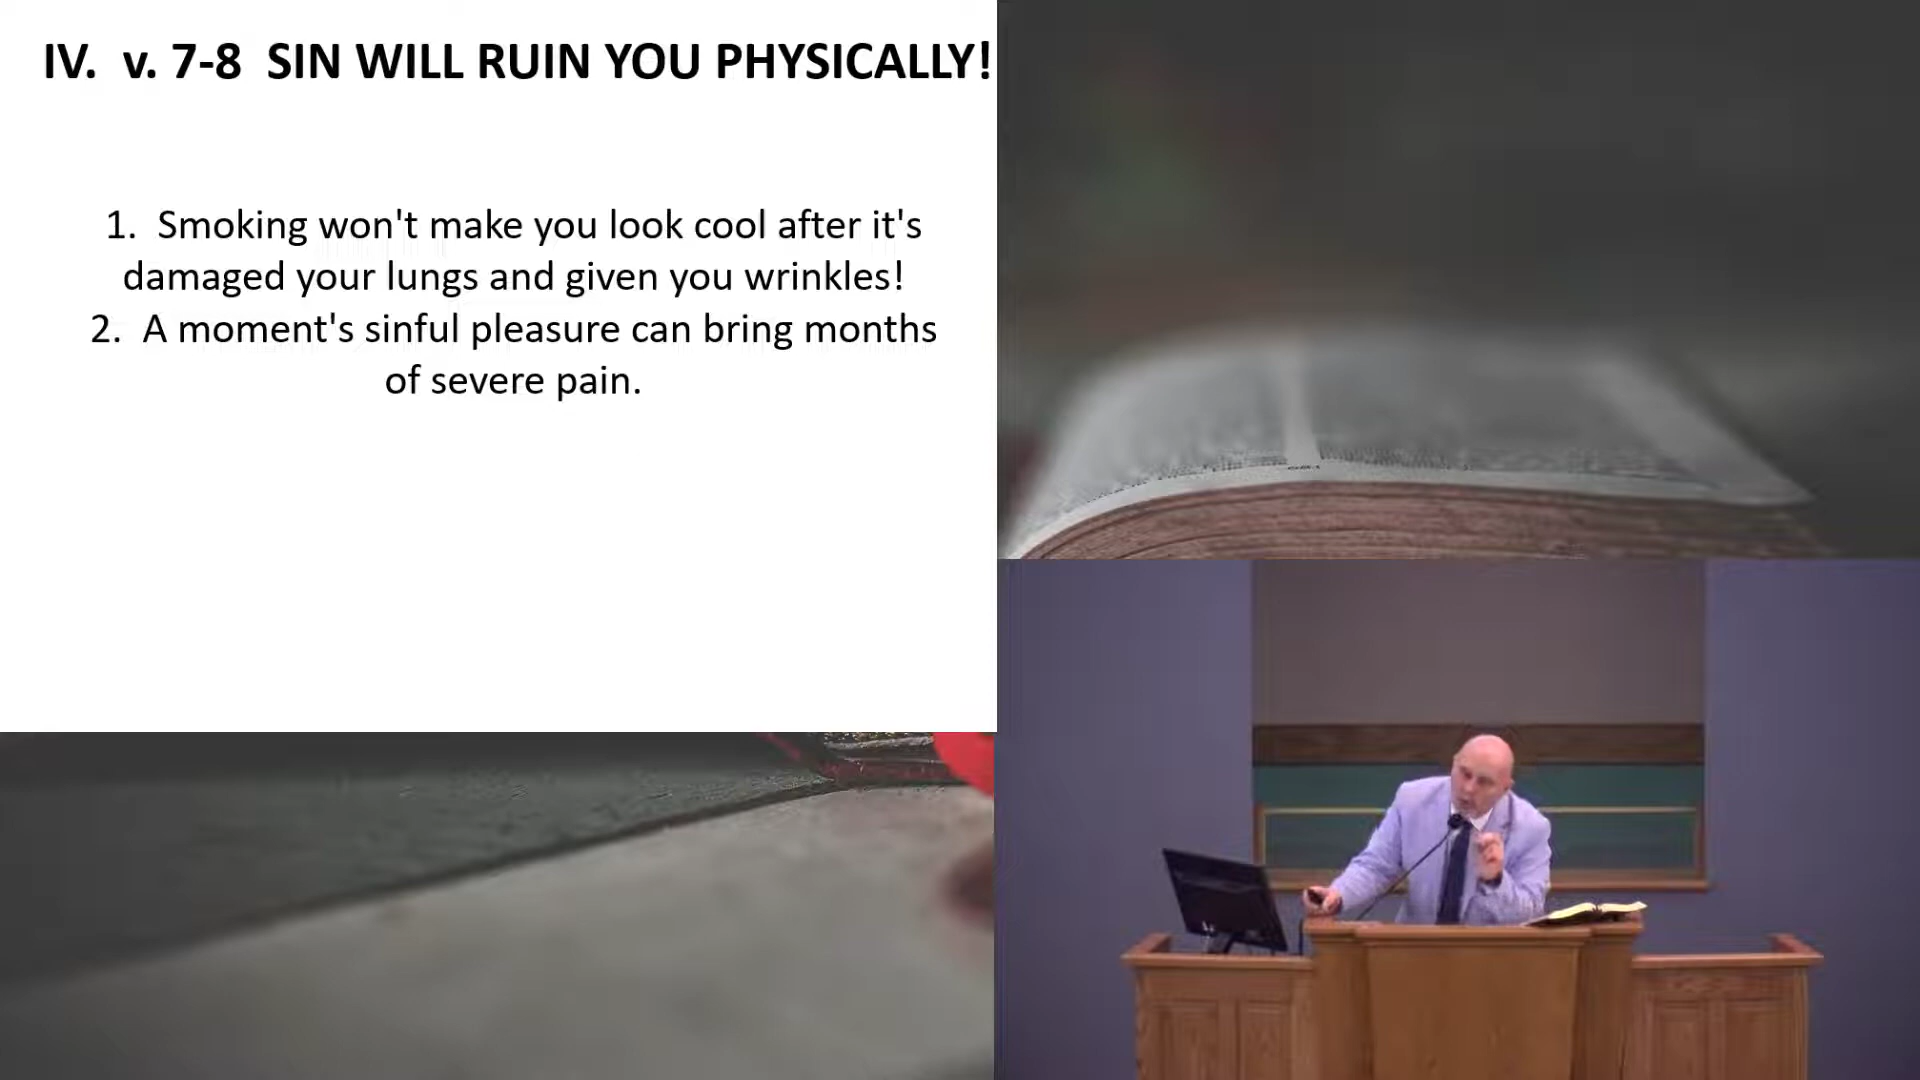 IV. v. 7-8 SIN WILL RUIN YOU PHYSICALLY!
1. Smoking won't make you look cool after it's
damaged your lungs and given you wrinkles!
2. A moment's sinful pleasure can bring months
of severe pain.